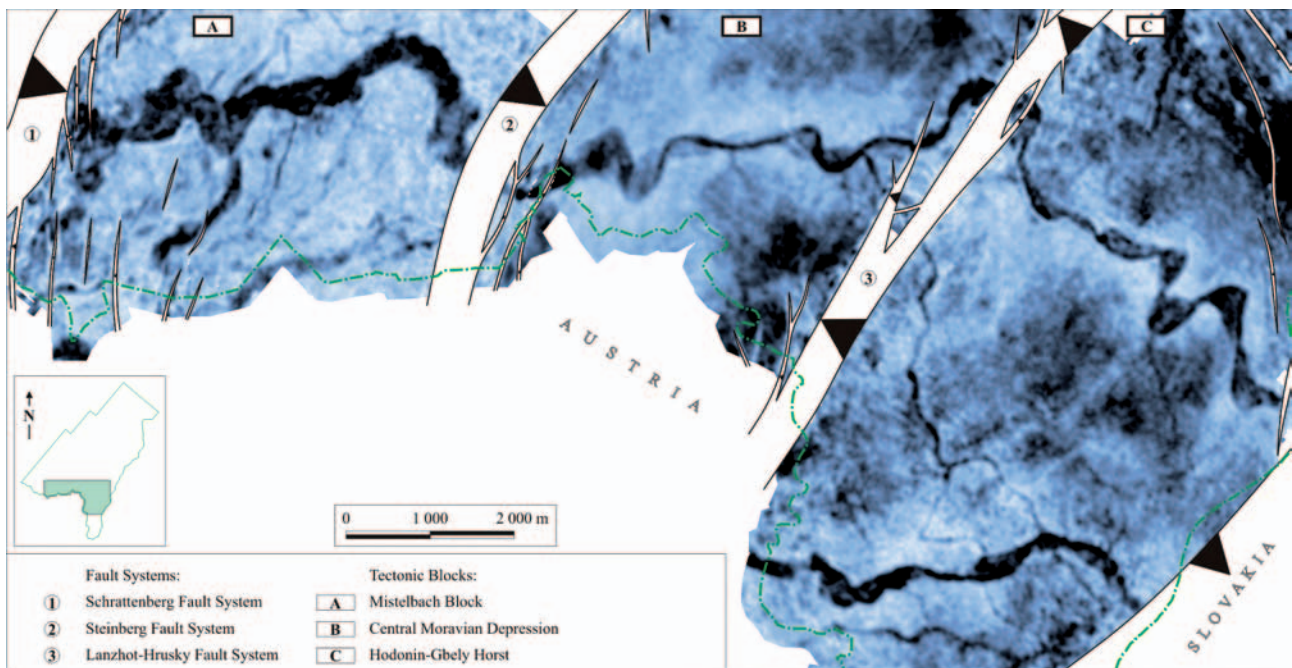 A
B
C
1
2
3
AUSTRIA
SLOVAKIA
N
0 1 000 2 000 m
Fault Systems:
1 Schrattenberg Fault System
2 Steinberg Fault System
3 Lanzhot-Hrusky Fault System
Tectonic Blocks:
A Mistelbach Block
B Central Moravian Depression
C Hodonin-Gbely Horst